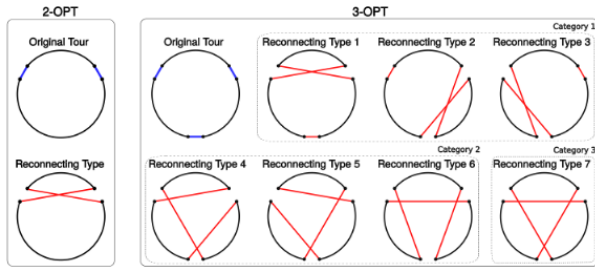 2-OPT
3-OPT
Category 1
Original Tour
Original Tour
Reconnecting Type 1
Reconnecting Type 2
Reconnecting Type 3
Category 2
Category 3
Reconnecting Type
Reconnecting Type 4
Reconnecting Type 5
Reconnecting Type 6
Reconnecting Type 7